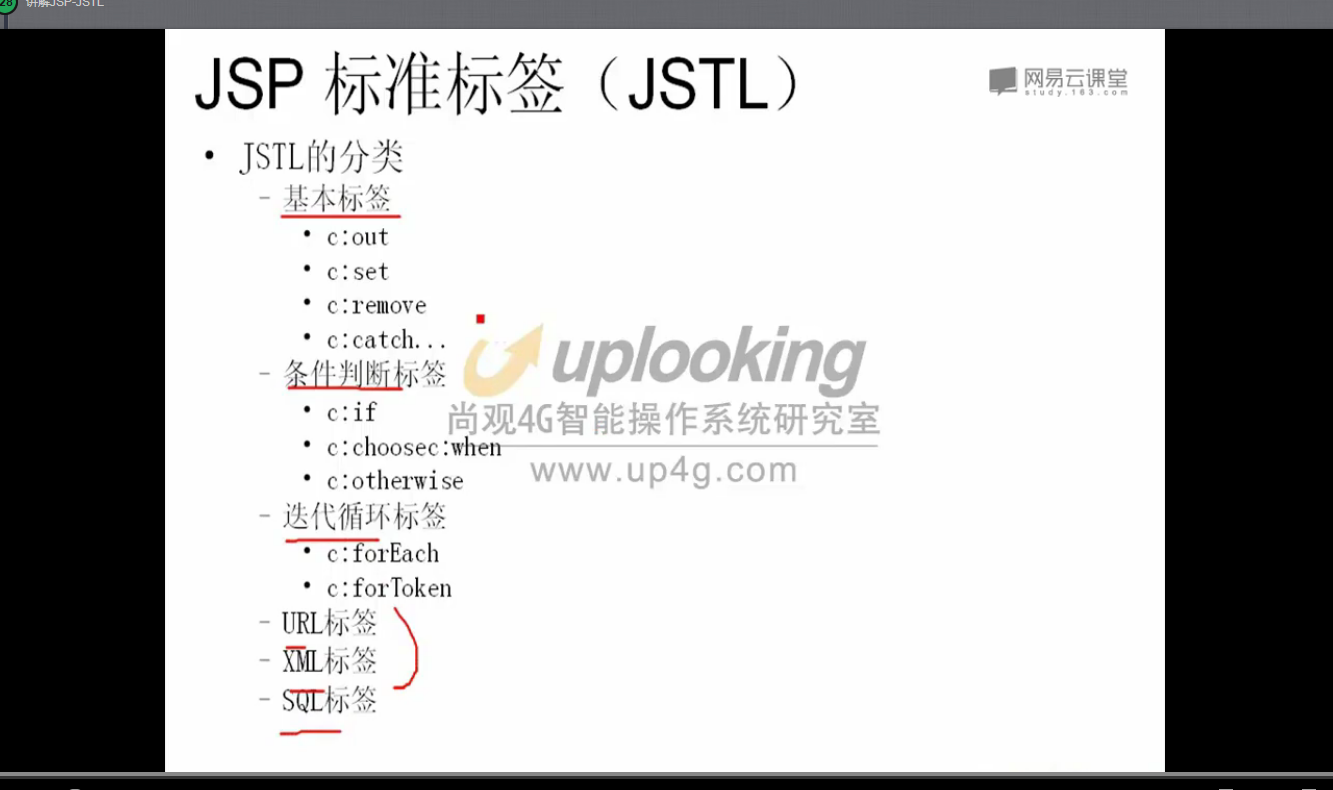 28 讲解JSP-JSTL
JSP 标准标签（JSTL）
网易云课堂
study.163.com
• JSTL的分类
– 基本标签
• c:out
• c:set
• c:remove
• c:catch...
– 条件判断标签
• c:if
• c:choosec:when
• c:otherwise
– 迭代循环标签
• c:forEach
• c:forToken
– URL标签
– XML标签
– SQL标签
uplooking
尚观4G智能操作系统研究室
www.up4g.com